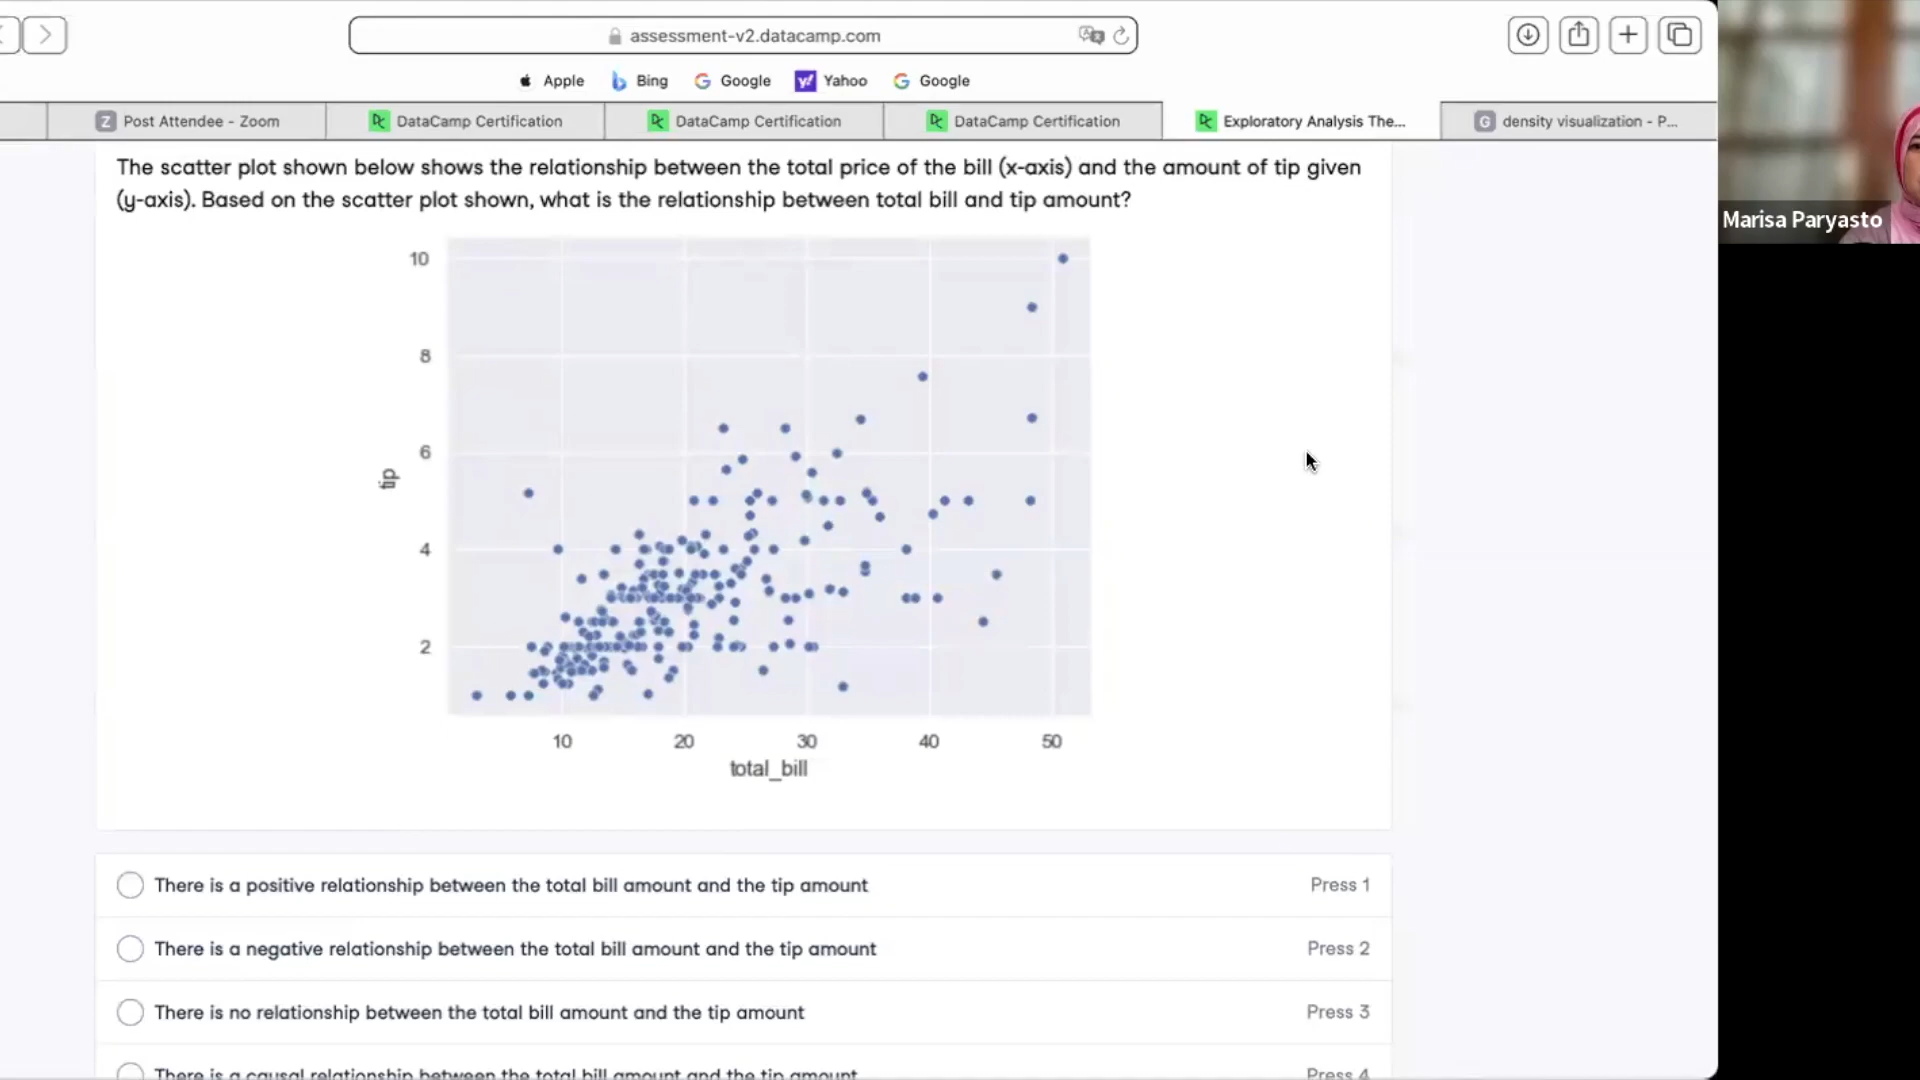 assessment-v2.datacamp.com
Apple Bing Google Yahoo Google
Post Attendee - Zoom DataCamp Certification DataCamp Certification DataCamp Certification Exploratory Analysis The... density visualization - P...
The scatter plot shown below shows the relationship between the total price of the bill (x-axis) and the amount of tip given
(y-axis). Based on the scatter plot shown, what is the relationship between total bill and tip amount?
Marisa Paryasto
10
8
6
tip
4
2
10 20 30 40 50
total_bill
There is a positive relationship between the total bill amount and the tip amount Press 1
There is a negative relationship between the total bill amount and the tip amount Press 2
There is no relationship between the total bill amount and the tip amount Press 3
There is a causal relationship between the total bill amount and the tip amount Press 4